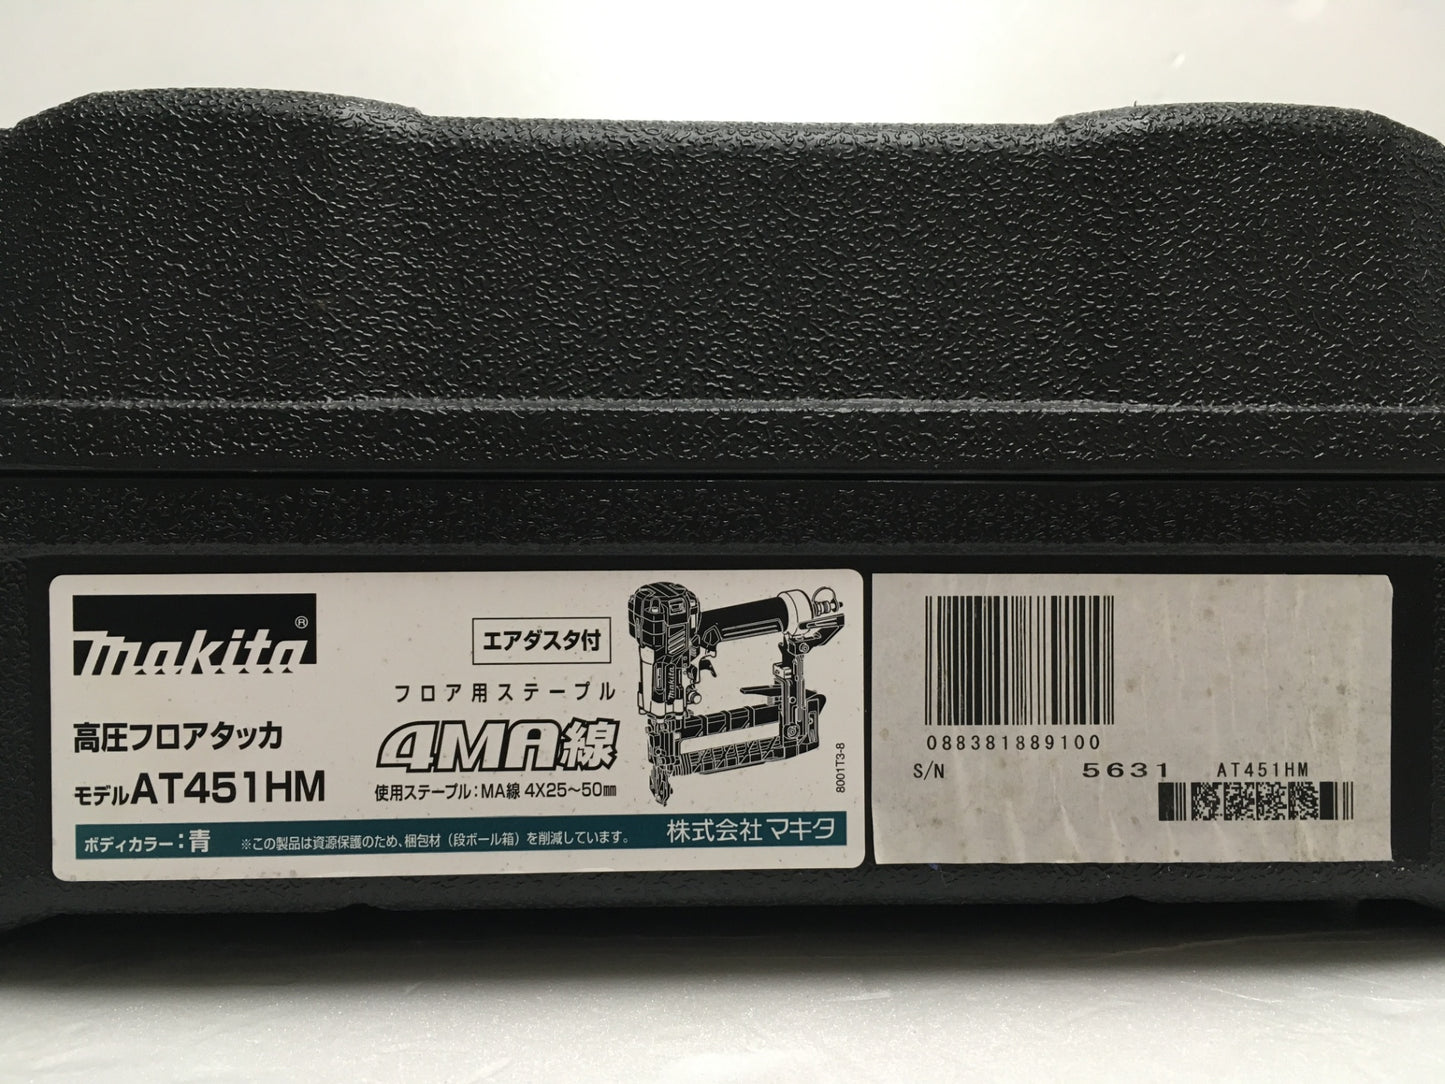 makita®
高圧フロアタッカ
モデルAT451HM
エアダスタ付
フロア用ステープル
4MA線
使用ステープル:MA線 4X25~50㎜
makita
8001T3-8
ボディカラー:青
※この製品は資源保護のため、梱包材(段ボール箱)を削減しています。
株式会社マキタ
088381889100
S/N 5631 AT451HM